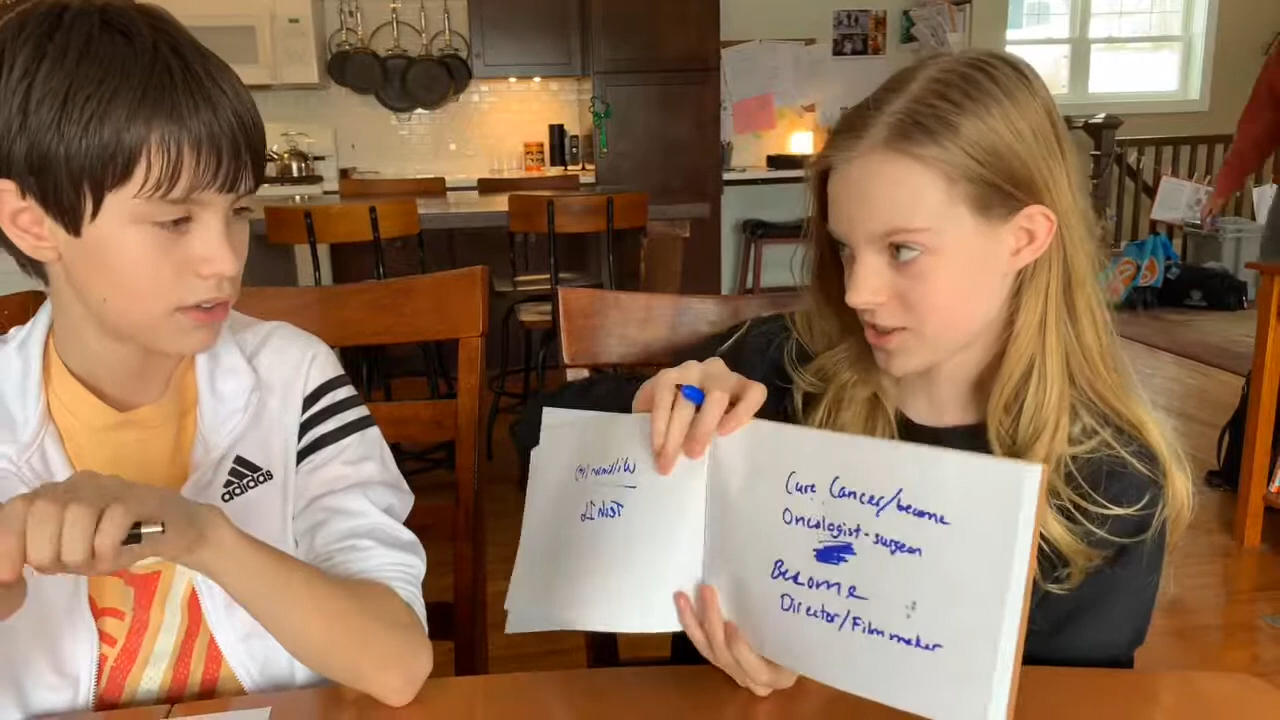 adidas
Cure Cancer/become
Oncologist-surgeon
Become
Director/Filmmaker